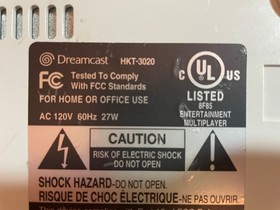 Dreamcast HKT-3020
FC Tested To Comply
With FCC Standards
FOR HOME OR OFFICE USE
AC 120V 60Hz 27W
C UL US
LISTED
8F85
ENTERTAINMENT
MULTIPLAYER
CAUTION
RISK OF ELECTRIC SHOCK
DO NOT OPEN
SHOCK HAZARD-DO NOT OPEN.
RISQUE DE CHOC ÉLECTRIQUE-NE PAS OUVRIR.